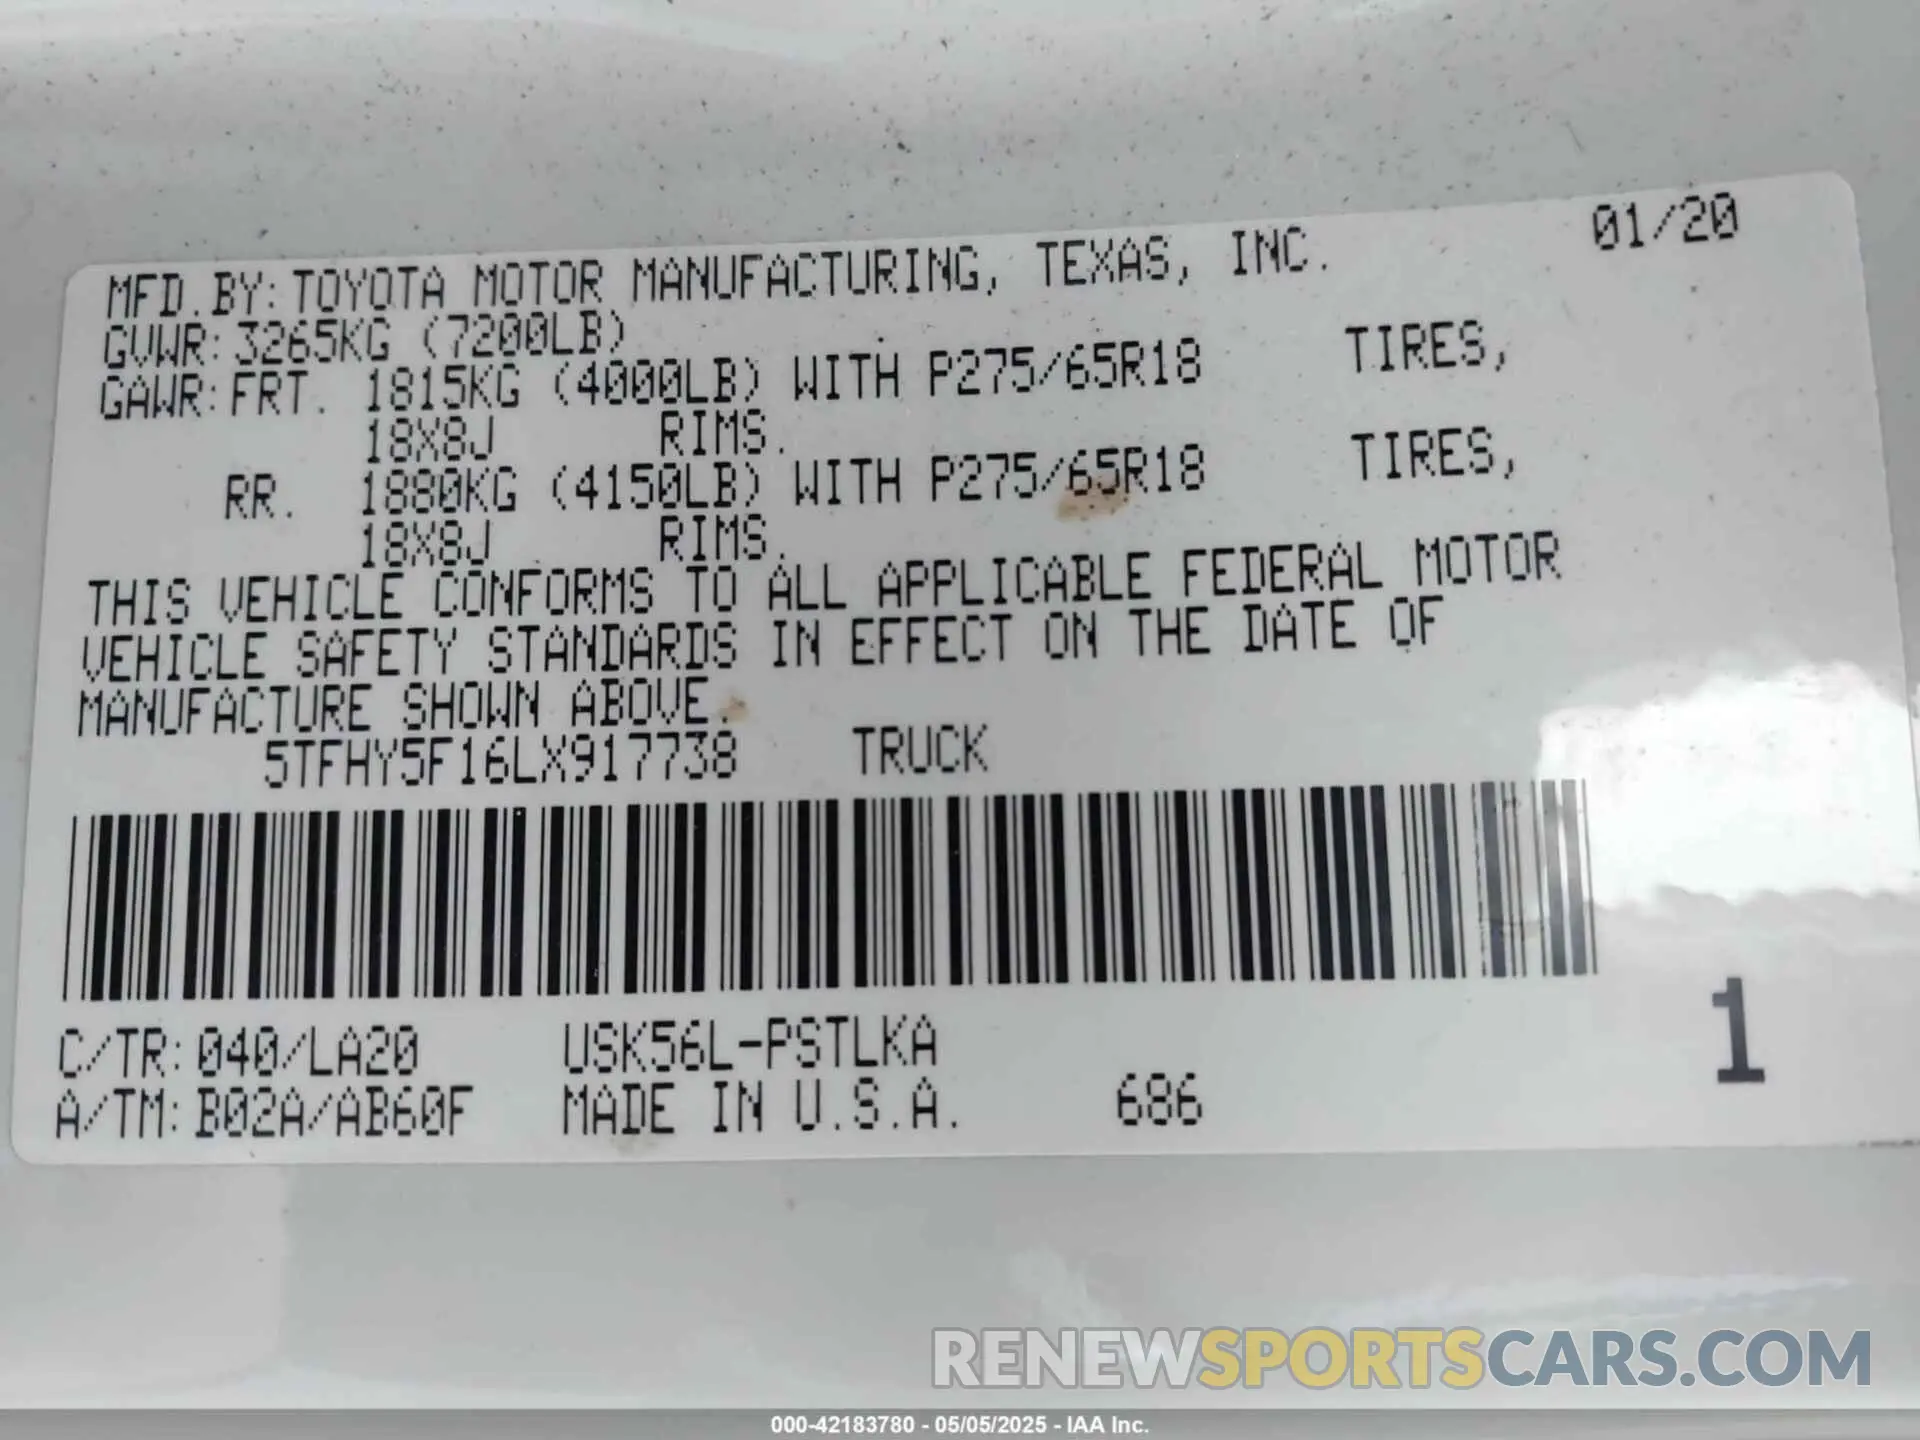 01/20
MFD.BY:TOYOTA MOTOR MANUFACTURING, TEXAS, INC.
GVWR:3265KG (7200LB)
GAWR:FRT. 1815KG (4000LB) WITH P275/65R18 TIRES,
18X8J RIMS.
RR. 1880KG (4150LB) WITH P275/65R18 TIRES,
18X8J RIMS.
THIS VEHICLE CONFORMS TO ALL APPLICABLE FEDERAL MOTOR
VEHICLE SAFETY STANDARDS IN EFFECT ON THE DATE OF
MANUFACTURE SHOWN ABOVE.
5TFHY5F16LX917738 TRUCK
C/TR:040/LA20 USK56L-PSTLKA
A/TM:B02A/AB60F MADE IN U.S.A. 686
1
RENEWSPORTSCARS.COM
000-42183780 - 05/05/2025 - IAA Inc.